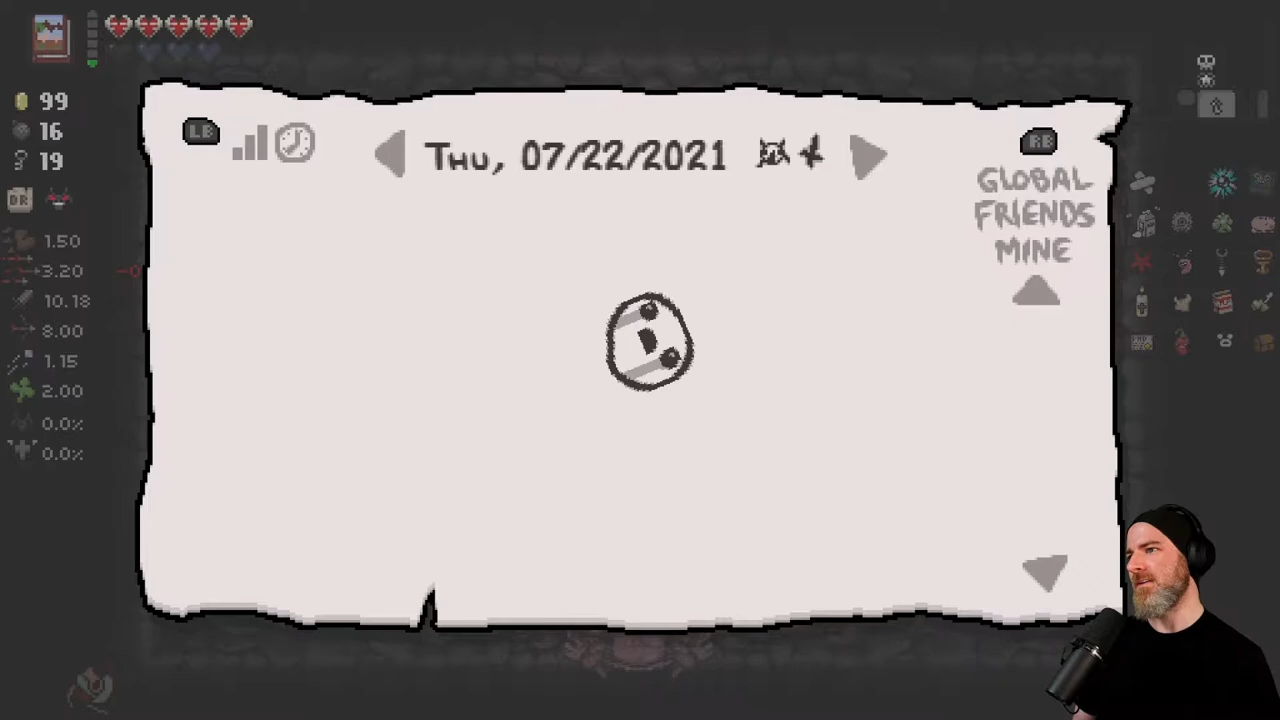 99
LB
Thu, 07/22/2021
RB
16
19
GLOBAL
FRIENDS
MINE
1.50
3.20
10.18
8.00
1.15
2.00
0.0%
0.0%